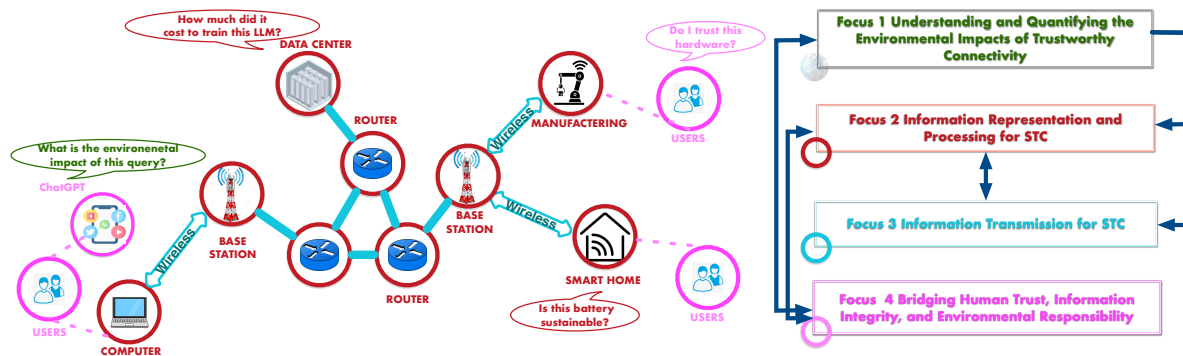 How much did it
cost to train this LLM?
DATA CENTER
Do I trust this
hardware?
ROUTER
Wireless
MANUFACTERING
USERS
What is the environenetal
impact of this query?
ChatGPT
BASE
STATION
Wireless
BASE
STATION
Wireless
USERS
COMPUTER
ROUTER
SMART HOME
USERS
Is this battery
sustainable?
Focus 1 Understanding and Quantifying the
Environmental Impacts of Trustworthy
Connectivity
Focus 2 Information Representation and
Processing for STC
Focus 3 Information Transmission for STC
Focus 4 Bridging Human Trust, Information
Integrity, and Environmental Responsibility